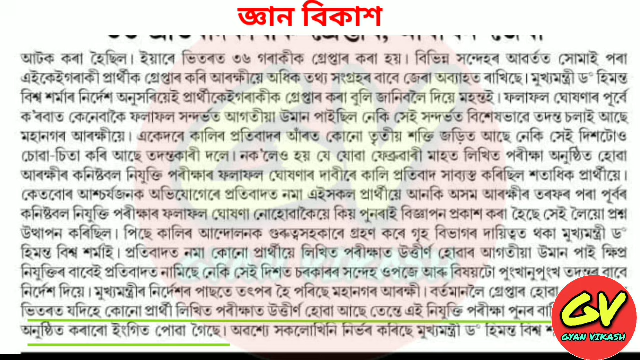 জ্ঞান বিকাশ
আটক কৰা হৈছিল। ইয়াৰে ভিতৰত ৩৬ গৰাকীক গ্ৰেপ্তাৰ কৰা হয়। বিভিন্ন সন্দেহৰ আৱৰ্তত সোমাই পৰা
এইকেইগৰাকী প্ৰাৰ্থীক গ্ৰেপ্তাৰ কৰি আৰক্ষীয়ে অধিক তথ্য সংগ্ৰহৰ বাবে জেৰা অব্যাহত ৰাখিছে। মুখ্যমন্ত্ৰী ড° হিমন্ত
বিশ্ব শৰ্মাৰ নিৰ্দেশ অনুসৰিয়েই প্ৰাৰ্থীকেইগৰাকীক গ্ৰেপ্তাৰ কৰা বুলি জানিবলৈ দিয়ে মহন্তই। ফলাফল ঘোষণাৰ পূৰ্বে
ক'ৰবাত কেনেবাকৈ ফলাফল সন্দৰ্ভত আগতীয়া উমান পাইছিল নেকি সেই সন্দৰ্ভত বিশেষভাবে তদন্ত চলাই আছে
মহানগৰ আৰক্ষীয়ে। একেদৰে কালিৰ প্ৰতিবাদৰ আঁৰত কোনো তৃতীয় শক্তি জড়িত আছে নেকি সেই দিশটোও
চোৱা-চিতা কৰি আছে তদন্তকাৰী দলে। নক'লেও হয় যে যোৱা ফেব্ৰুৱাৰী মাহত লিখিত পৰীক্ষা অনুষ্ঠিত হোৱা
আৰক্ষীৰ কনিষ্টবল নিযুক্তি পৰীক্ষাৰ ফলাফল ঘোষণাৰ দাবীৰে কালি প্ৰতিবাদ সাব্যস্ত কৰিছিল শতাধিক প্ৰাৰ্থীয়ে।
কেতবোৰ আশ্চৰ্যজনক অভিযোগেৰে প্ৰতিবাদত নমা এইসকল প্ৰাৰ্থীয়ে আনকি অসম আৰক্ষীৰ তৰফৰ পৰা পূৰ্বৰ
কনিষ্টবল নিযুক্তি পৰীক্ষাৰ ফলাফল ঘোষণা নোহোৱাকৈয়ে কিয় পুনৰাই বিজ্ঞাপন প্ৰকাশ কৰা হৈছে সেই লৈয়ো প্ৰশ্ন
উত্থাপন কৰিছিল। পিছে কালিৰ আন্দোলনক গুৰুত্বসহকাৰে গ্ৰহণ কৰে গৃহ বিভাগৰ দায়িত্বত থকা মুখ্যমন্ত্ৰী ড°
হিমন্ত বিশ্ব শৰ্মাই। প্ৰতিবাদত নমা কোনো প্ৰাৰ্থীয়ে লিখিত পৰীক্ষাত উত্তীৰ্ণ হোৱাৰ আগতীয়া উমান পাই ক্ষিপ্ৰ
নিযুক্তিৰ বাবেই প্ৰতিবাদত নামিছে নেকি সেই দিশত চৰকাৰৰ সন্দেহ ওপজে আৰু বিষয়টো পুংখানুপুংখ তদন্তৰ বাবে
নিৰ্দেশ দিয়ে। মুখ্যমন্ত্ৰীৰ নিৰ্দেশৰ পাছতে তৎপৰ হৈ পৰিছে মহানগৰ আৰক্ষী। বৰ্তমানলৈ গ্ৰেপ্তাৰ হোৱা
ভিতৰত যদিহে কোনো প্ৰাৰ্থী লিখিত পৰীক্ষাত উত্তীৰ্ণ হোৱা আছে তেন্তে এই নিযুক্তি পৰীক্ষা পুনৰ
অনুষ্ঠিত কৰাৰো ইংগিত পোৱা গৈছে। অৱশ্যে সকলোখিনি নিৰ্ভৰ কৰিছে মুখ্যমন্ত্ৰী ড° হিমন্ত বিশ্ব
GV
GYAN VIKASH